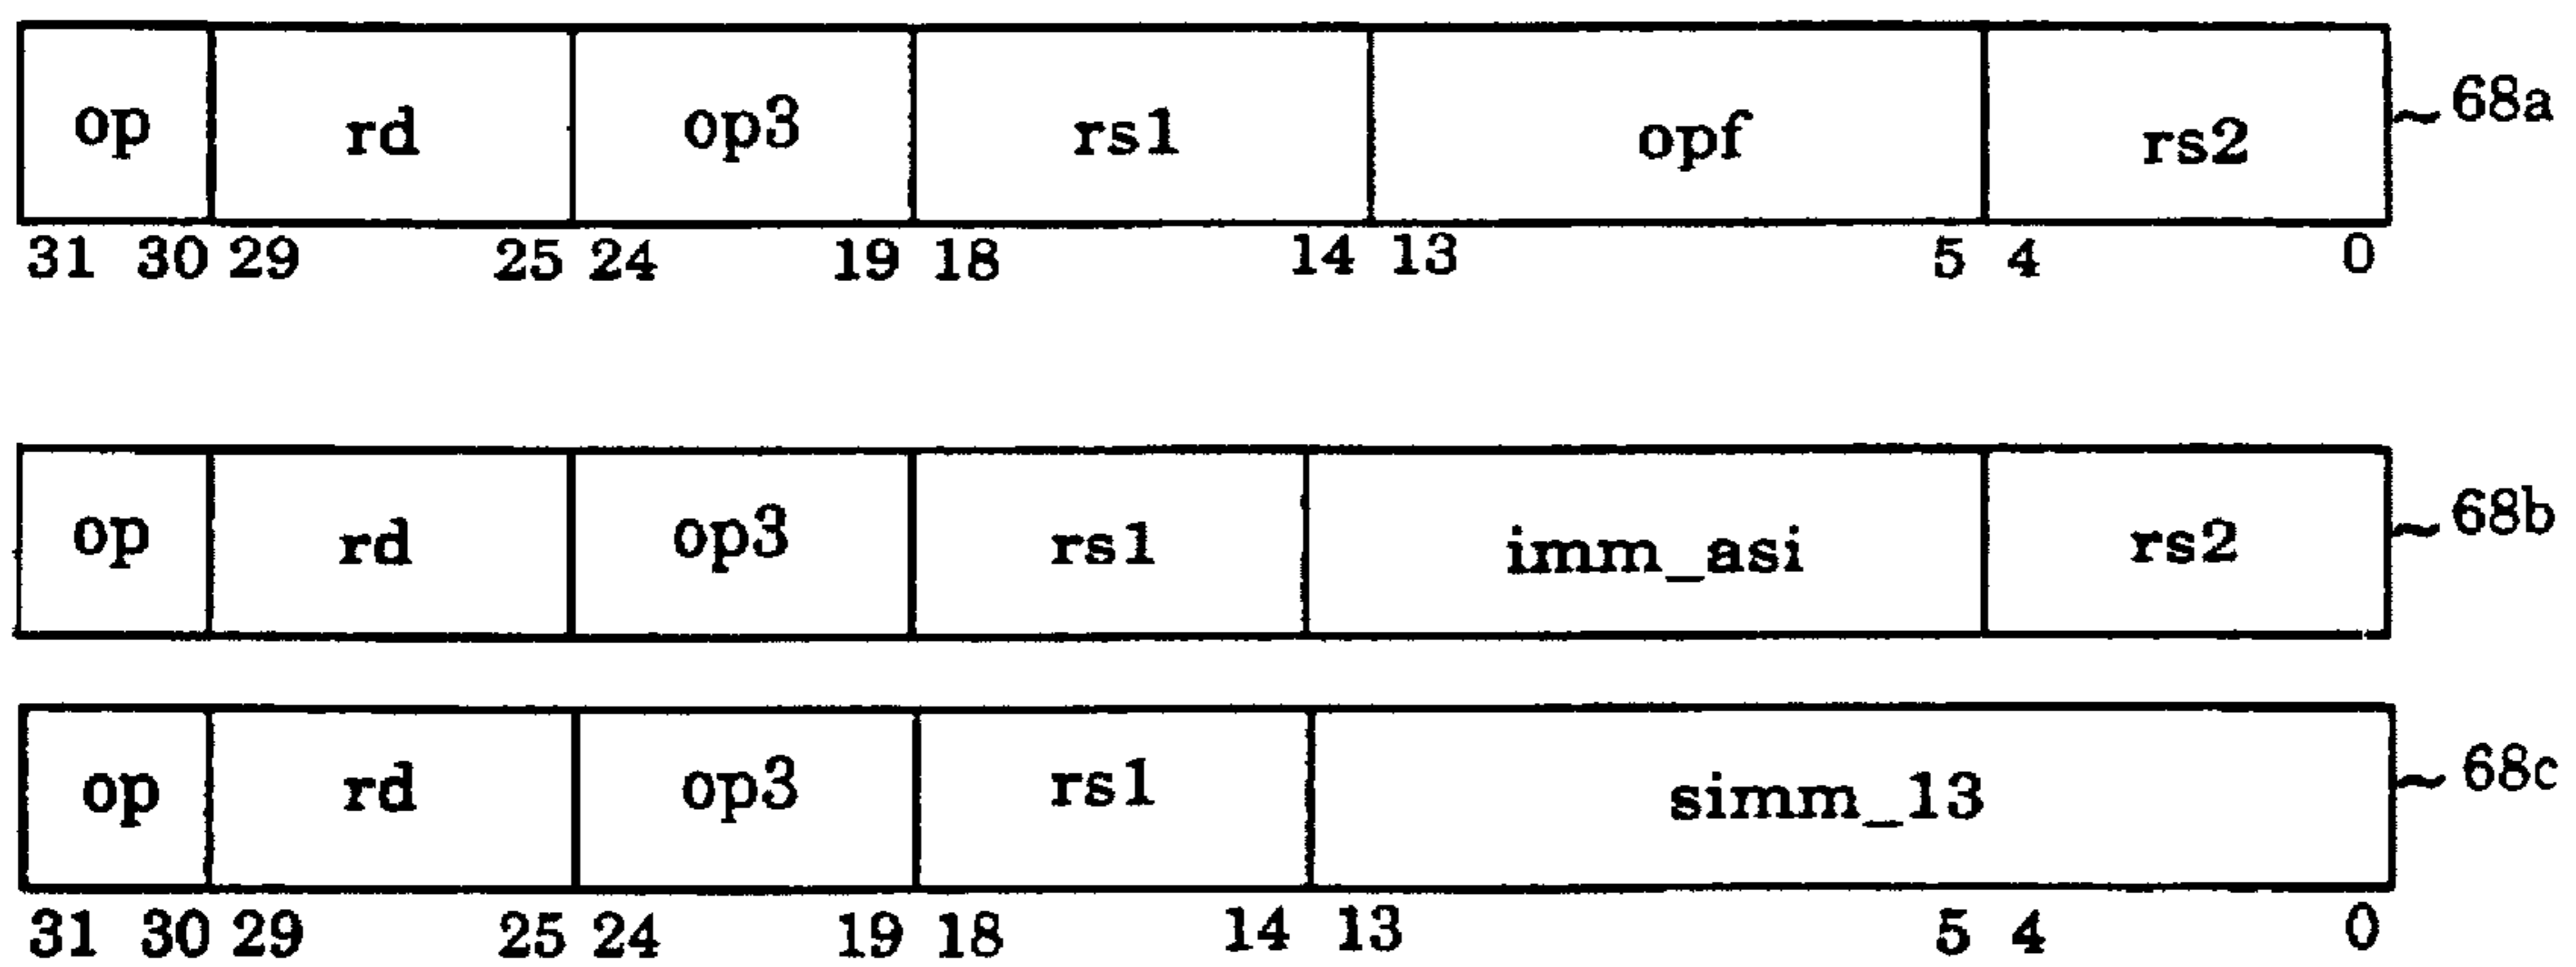 op rd op3 rs1 opf rs2 68a
31 30 29 25 24 19 18 14 13 5 4 0
op rd op3 rs1 imm_asi rs2 68b
op rd op3 rs1 simm_13 68c
31 30 29 25 24 19 18 14 13 5 4 0